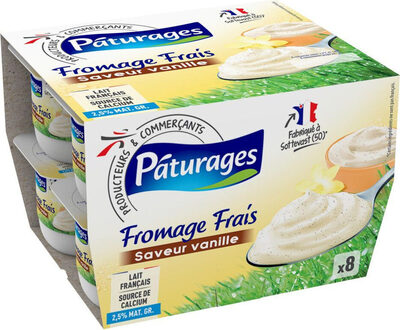 Pâturages
Fromage Frais
Saveur vanille
LAIT
FRANÇAIS
SOURCE DE
CALCIUM
2,5% MAT. GR.
PRODUCTEURS & COMMERÇANTS
Pâturages
Fromage Frais
Saveur vanille
Fabriqué à
Sottevast (50)*
LAIT
FRANÇAIS
SOURCE DE
CALCIUM
2,5% MAT. GR.
x8